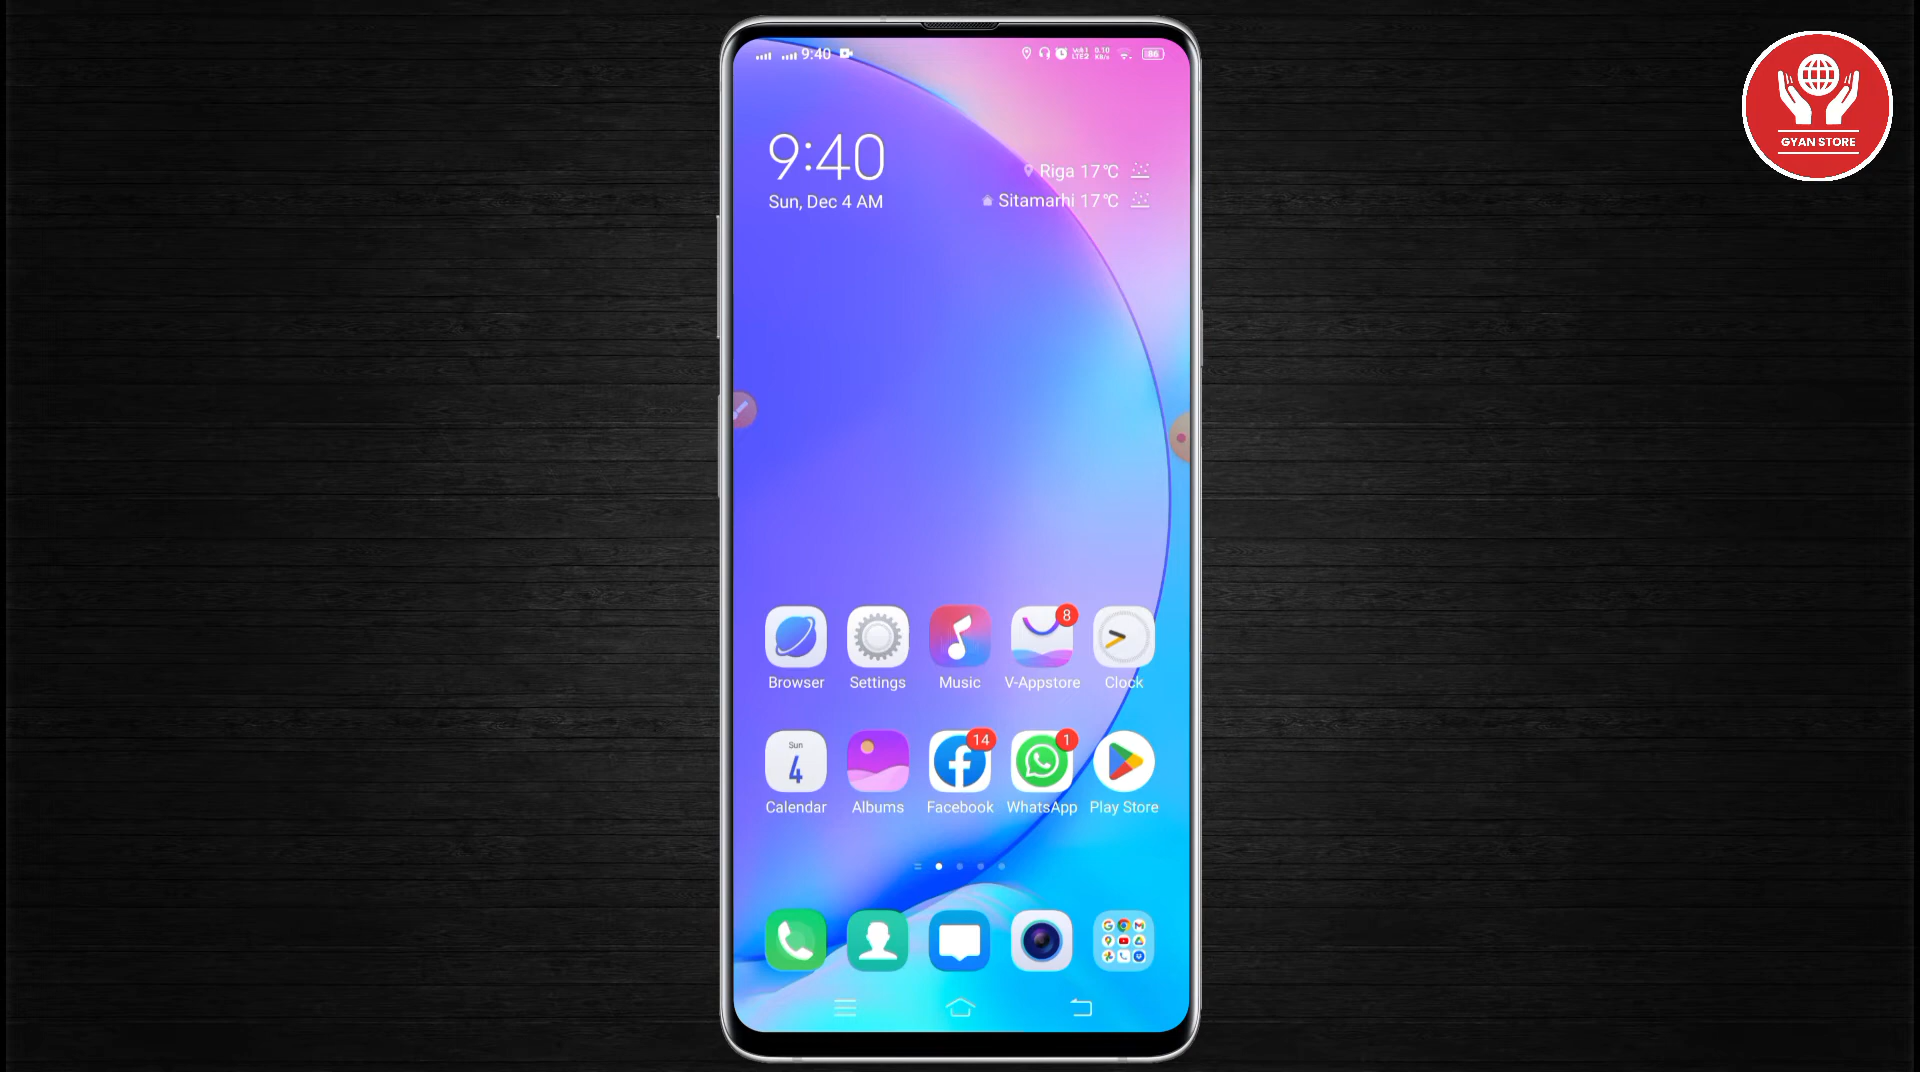 9:40
86
9:40
Sun, Dec 4 AM
Riga 17℃
Sitamarhi 17℃
GYAN STORE
8
Browser
Settings
Music
V-Appstore
Clock
Sun
4
14
1
Calendar
Albums
Facebook
WhatsApp
Play Store